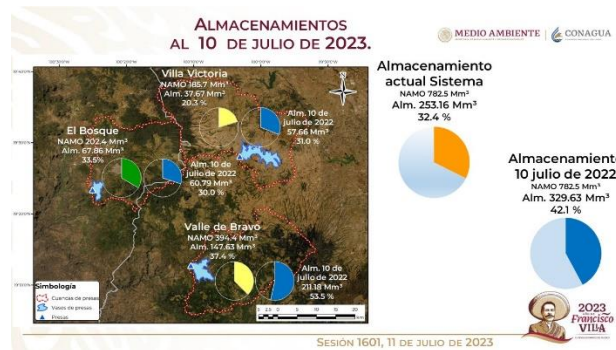 ALMACENAMIENTOS
AL 10 DE JULIO DE 2023.
MEDIO AMBIENTE
CONAGUA
Villa Victoria
NAMO 185.7 Mm³
Alm. 37.67 Mm³
20.3 %
Alm. 10 de
julio de 2022
57.66 Mm³
31.0 %
El Bosque
NAMO 202.4 Mm³
Alm. 67.86 Mm³
33.5%
Alm. 10 de
julio de 2022
60.79 Mm³
30.0 %
Valle de Bravo
NAMO 394.4 Mm³
Alm. 147.63 Mm³
37.4 %
Alm. 10 de
julio de 2022
211.18 Mm³
53.5 %
Simbología
Cuencas de presas
Vasos de presas
Presas
Almacenamiento
actual Sistema
NAMO 782.5 Mm³
Alm. 253.16 Mm³
32.4 %
Almacenamiento
10 julio de 2022
NAMO 782.5 Mm³
Alm. 329.63 Mm³
42.1 %
2023
Francisco
VILLA
SESIÓN 1601, 11 DE JULIO DE 2023